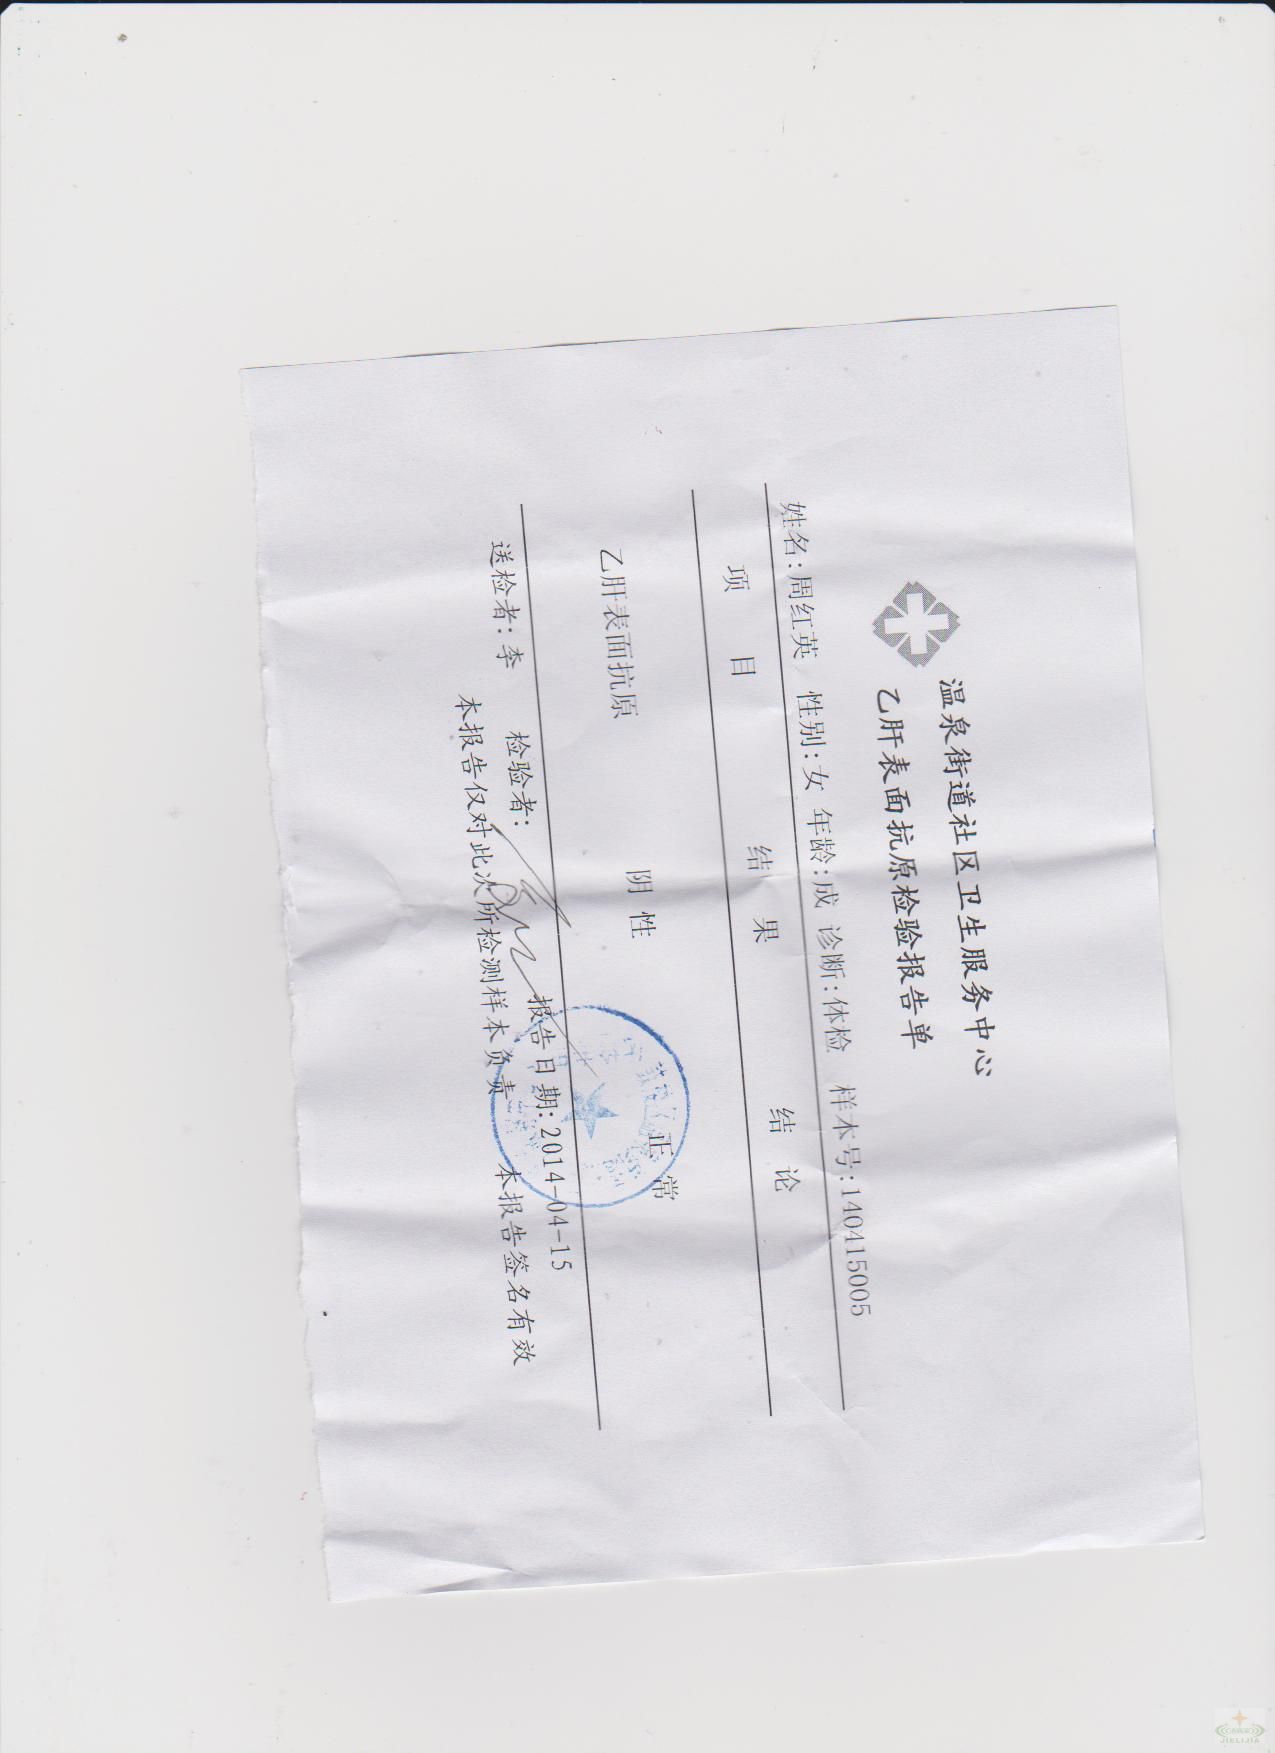 温泉街道社区卫生服务中心
乙肝表面抗原检验报告单
姓名:周红英 性别:女 年龄:成 诊断:体检 样本号:140415005
项 目 结 果 结 论
乙肝表面抗原 阴 性 正 常
送检者:李 检验者: 报告日期:2014-04-15
本报告仅对此次所检测样本负责 本报告签名有效
JIELIJIA